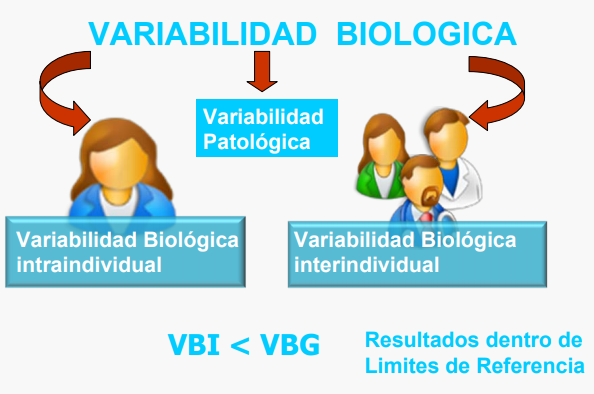 VARIABILIDAD BIOLOGICA
Variabilidad
Patológica
Variabilidad Biológica
intraindividual
Variabilidad Biológica
interindividual
VBI < VBG
Resultados dentro de
Limites de Referencia